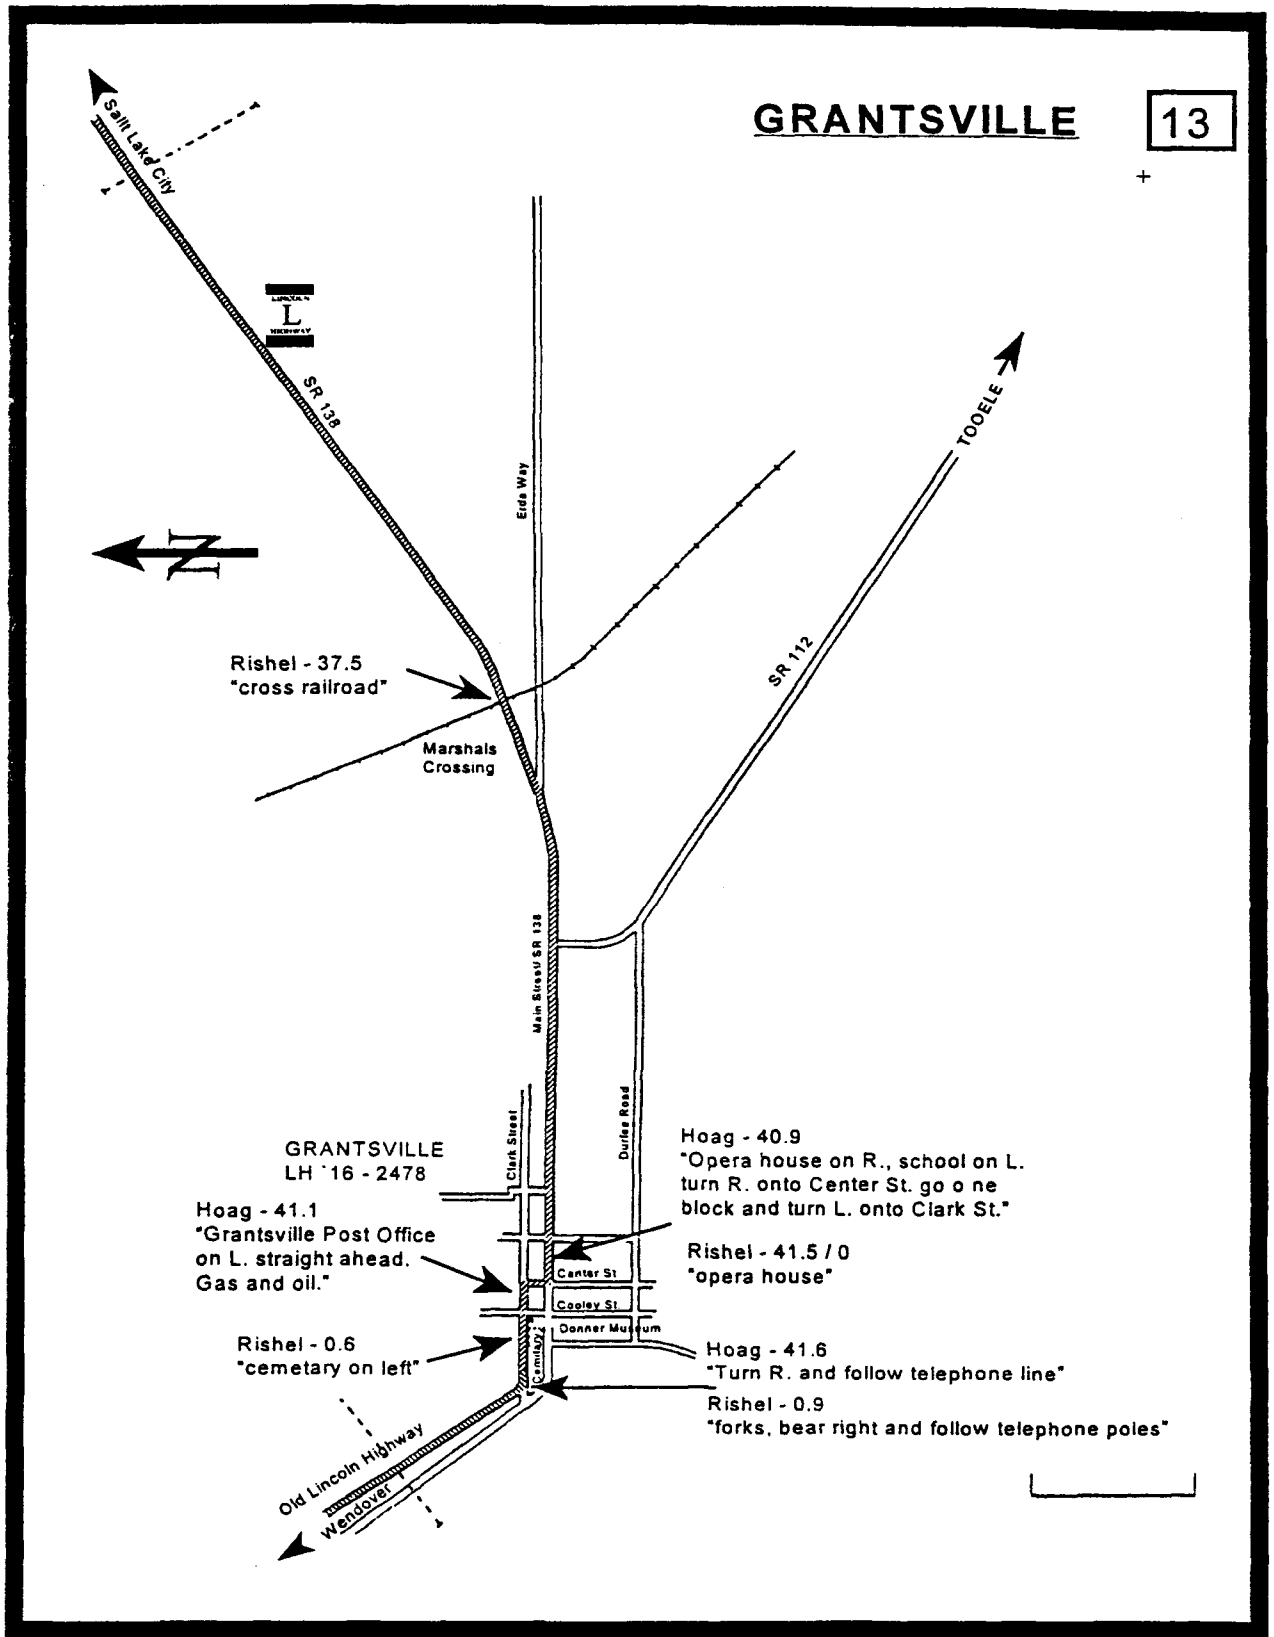 GRANTSVILLE
13
Sallt Lake City
LINCOLN
L
HIGHWAY
SR 138
TOOELE
Erda Way
N
Rishel - 37.5
"cross railroad"
SR 112
Marshals
Crossing
Main Street/ SR 138
Clark Street
Durfee Road
GRANTSVILLE
LH '16 - 2478
Hoag - 40.9
"Opera house on R., school on L.
turn R. onto Center St. go o ne
block and turn L. onto Clark St."
Hoag - 41.1
"Grantsville Post Office
on L. straight ahead.
Gas and oil."
Rishel - 41.5 / 0
"opera house"
Center St
Cooley St.
Donner Museum
Cemitary
Rishel - 0.6
"cemetary on left"
Hoag - 41.6
"Turn R. and follow telephone line"
Rishel - 0.9
"forks, bear right and follow telephone poles"
Old Lincoln Highway
Wendover